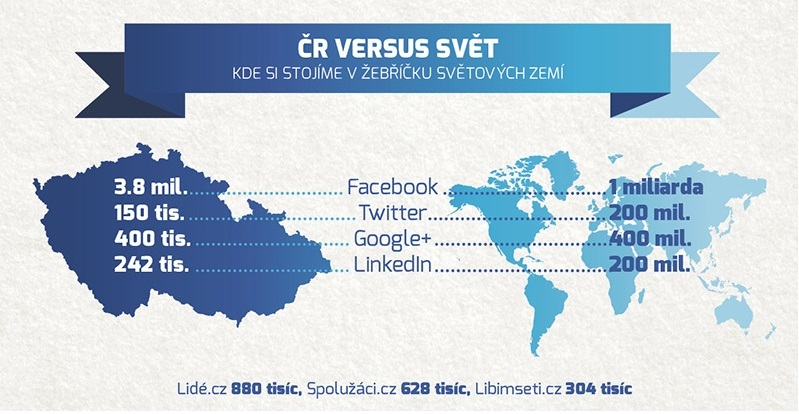 ČR VERSUS SVĚT
KDE SI STOJÍME V ŽEBŘÍČKU SVĚTOVÝCH ZEMÍ
3.8 mil. Facebook 1 miliarda
150 tis. Twitter 200 mil.
400 tis. Google+ 400 mil.
242 tis. LinkedIn 200 mil.
Lidé.cz 880 tisíc, Spolužáci.cz 628 tisíc, Libimseti.cz 304 tisíc